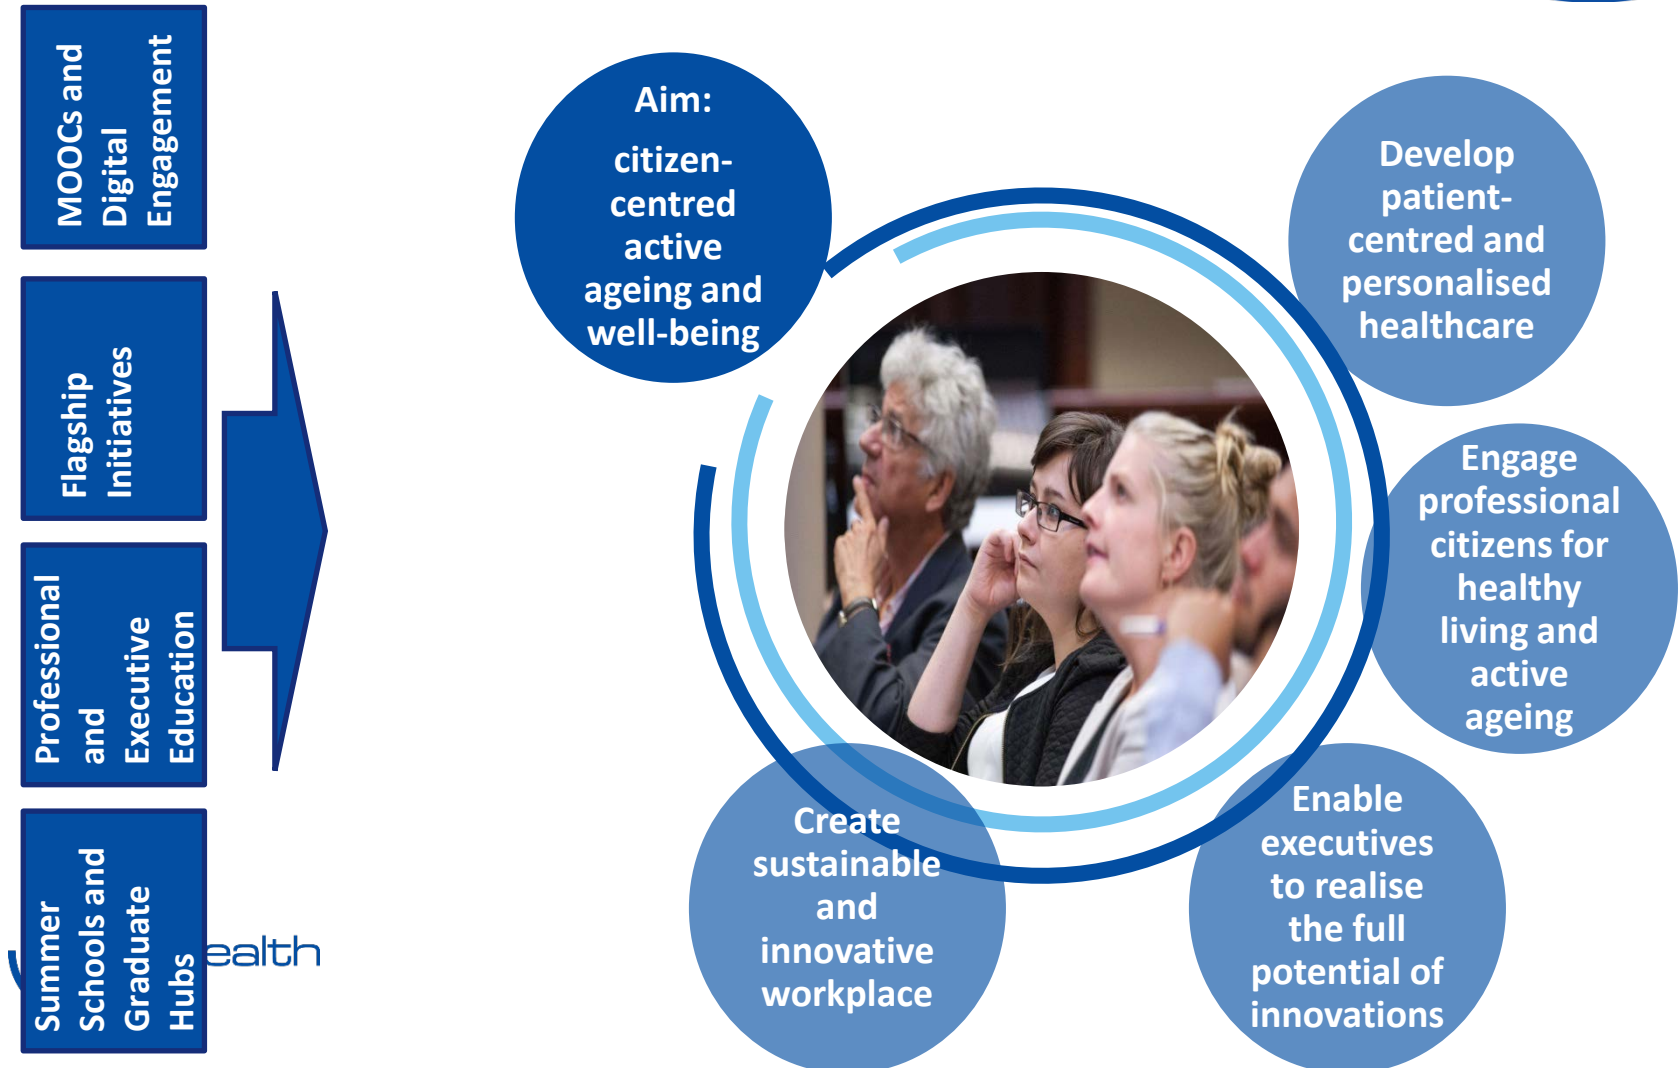 MOOCs and
Digital
Engagement
Flagship
Initiatives
Professional
and
Executive
Education
Summer
Schools and
Graduate
Hubs
ealth
Aim:
citizen-
centred
active
ageing and
well-being
Develop
patient-
centred and
personalised
healthcare
Engage
professional
citizens for
healthy
living and
active
ageing
Enable
executives
to realise
the full
potential of
innovations
Create
sustainable
and
innovative
workplace